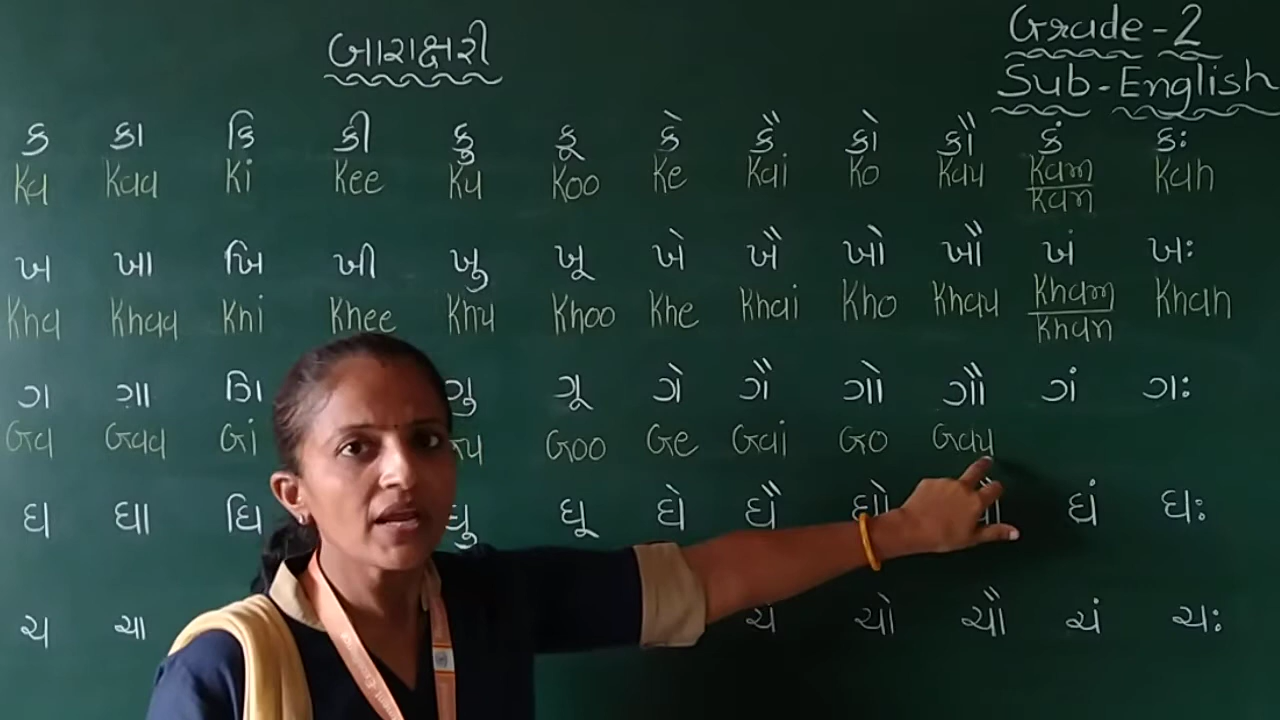 બારાક્ષરી
Grade-2
Sub-English
ક કા કિ કી કુ કૂ કે કૈ કો કૌ કં કઃ
Ka Kaa Ki Kee Ku Koo Ke Kai Ko Kau Kam Kah
Kan
ખ ખા ખિ ખી ખુ ખૂ ખે ખૈ ખો ખૌ ખં ખઃ
Kha Khaa Khi Khee Khu Khoo Khe Khai Kho Khau Kham Khah
Khan
ગ ગા ગિ ગુ ગૂ ગે ગૈ ગો ગૌ ગં ગઃ
Ga Gaa Gi Gu Goo Ge Gai Go Gau
ઘ ઘા ઘિ ઘુ ઘૂ ઘે ઘૈ ઘો ઘં ઘઃ
ચ ચા ચો ચૌ ચં ચઃ